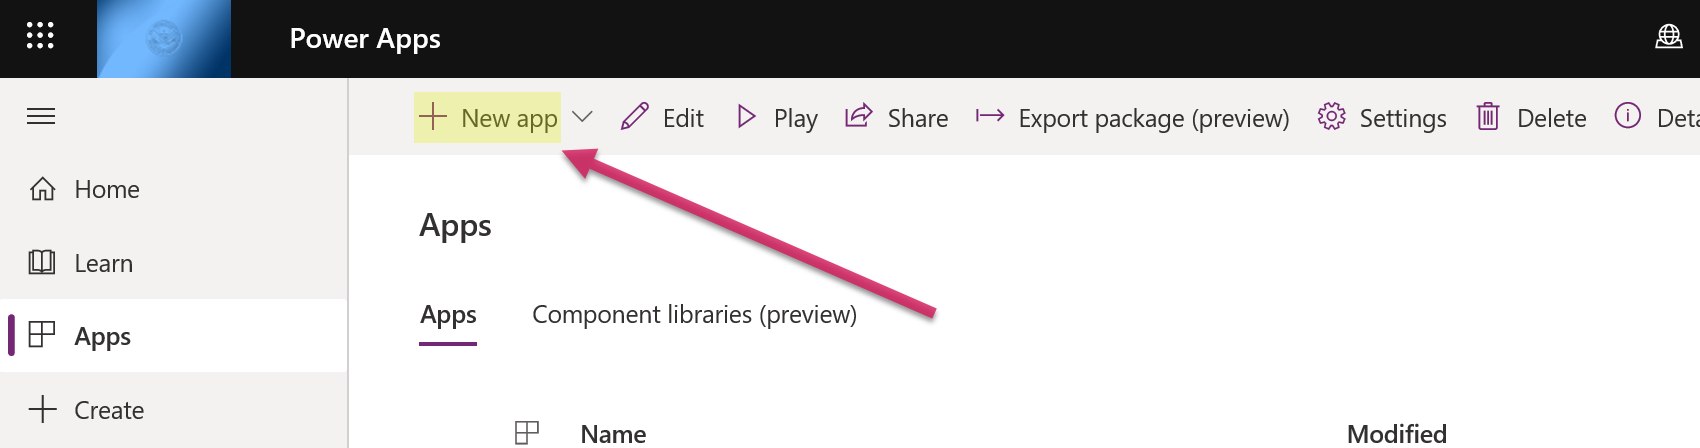 Power Apps
New app Edit Play Share Export package (preview) Settings Delete Deta
Home
Learn
Apps
Create
Apps
Apps Component libraries (preview)
Name Modified